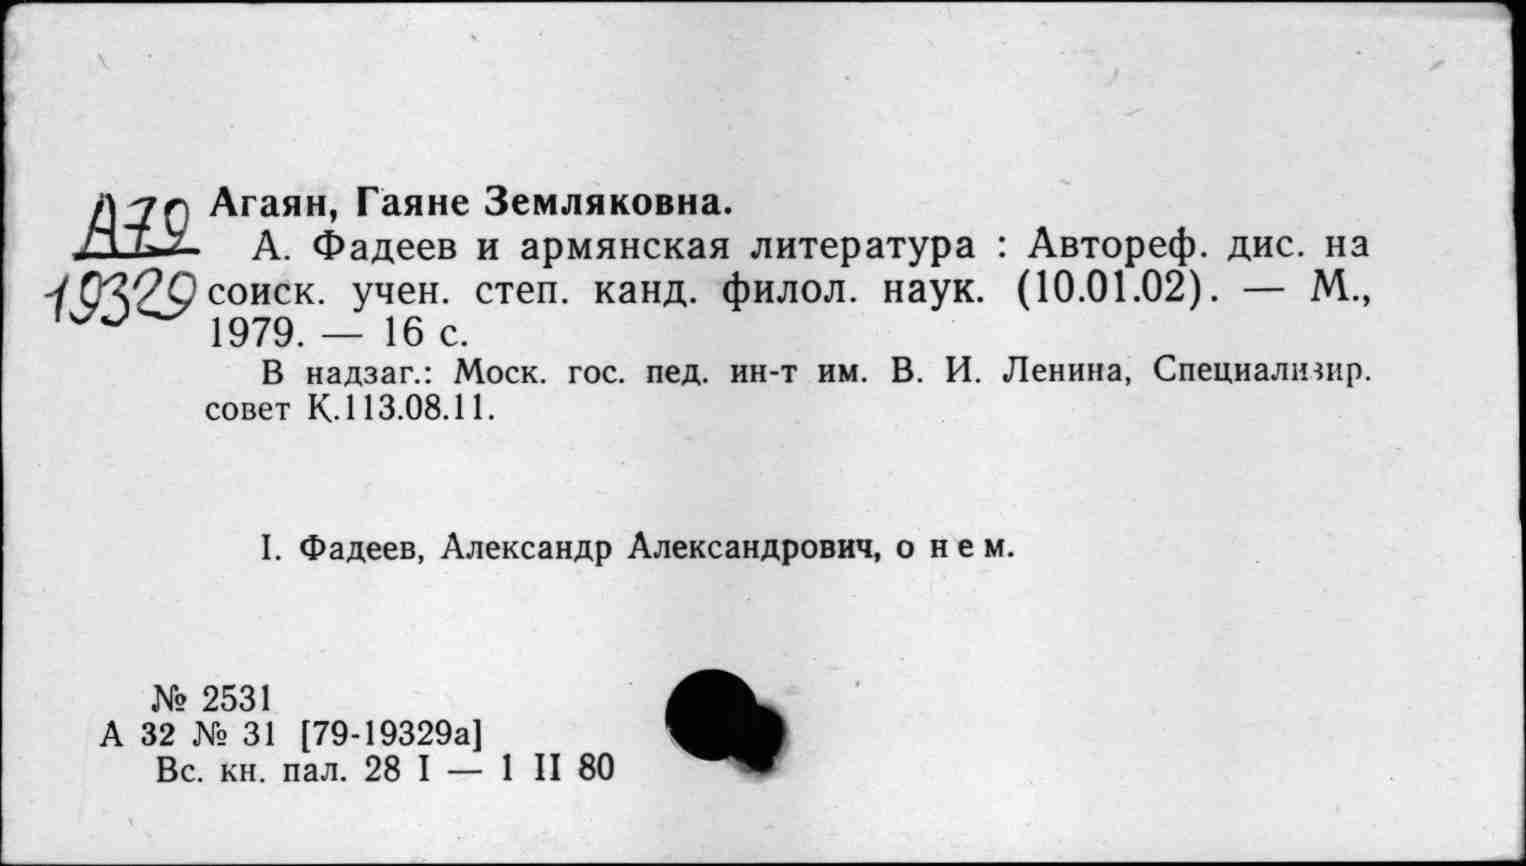 А79
19329
Агаян, Гаяне Земляковна.
А. Фадеев и армянская литература : Автореф. дис. на
соиск. учен. степ. канд. филол. наук. (10.01.02). — М.,
1979. — 16 с.
В надзаг.: Моск. гос. пед. ин-т им. В. И. Ленина, Специализир.
совет К.113.08.11.
I. Фадеев, Александр Александрович, о нем.
№ 2531
А 32 № 31 [79-19329а]
Вс. кн. пал. 28 I — 1 II 80